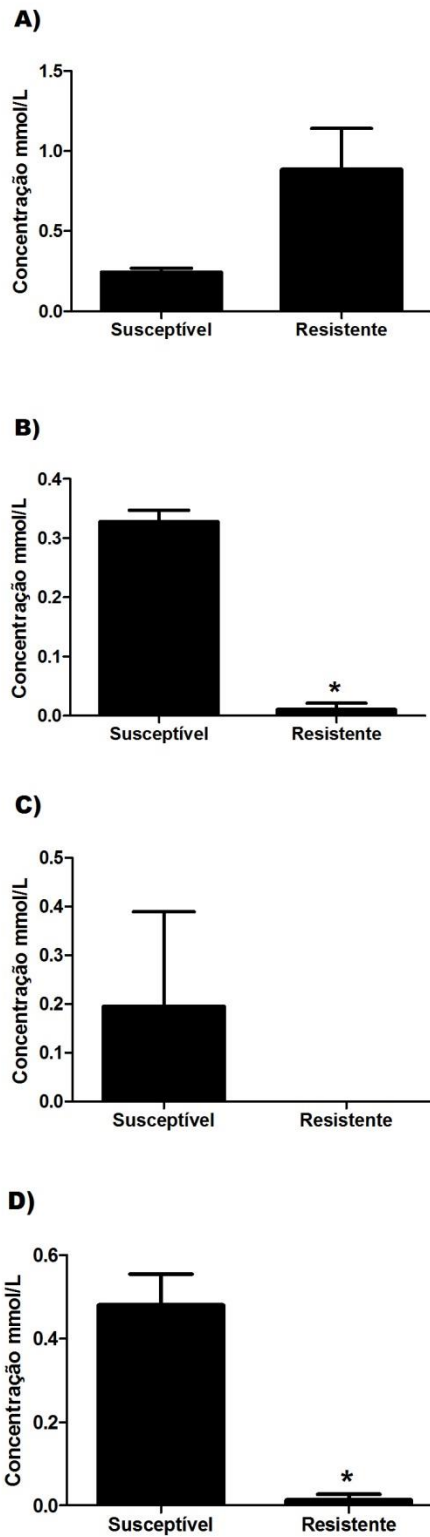 A)
Concentração mmol/L
1.5
1.0
0.5
0.0
Susceptível Resistente
B)
Concentração mmol/L
0.4
0.3
0.2
0.1
0.0
*
Susceptível Resistente
C)
Concentração mmol/L
0.5
0.4
0.3
0.2
0.1
0.0
Susceptível Resistente
D)
Concentração mmol/L
0.6
0.4
0.2
0.0
*
Susceptível Resistente